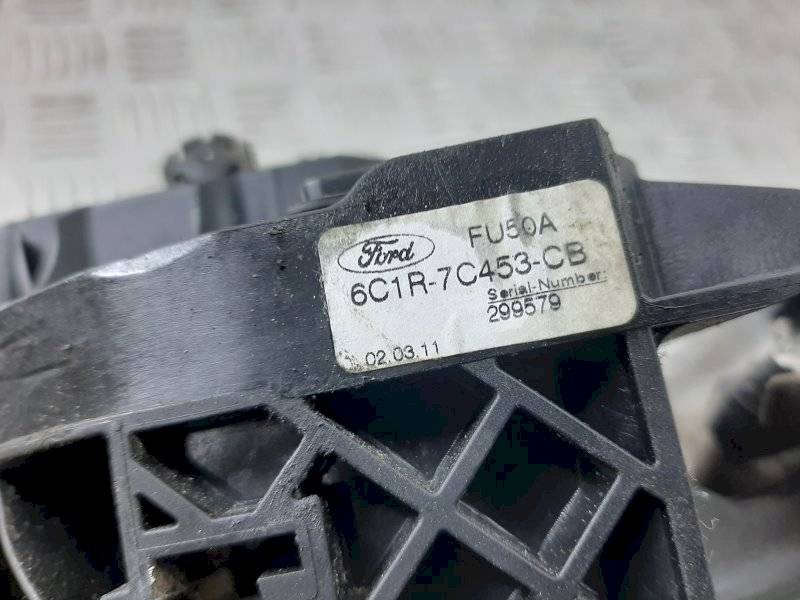 Ford FU50A
6C1R-7C453-CB
Serial-Number:
299579
02.03.11